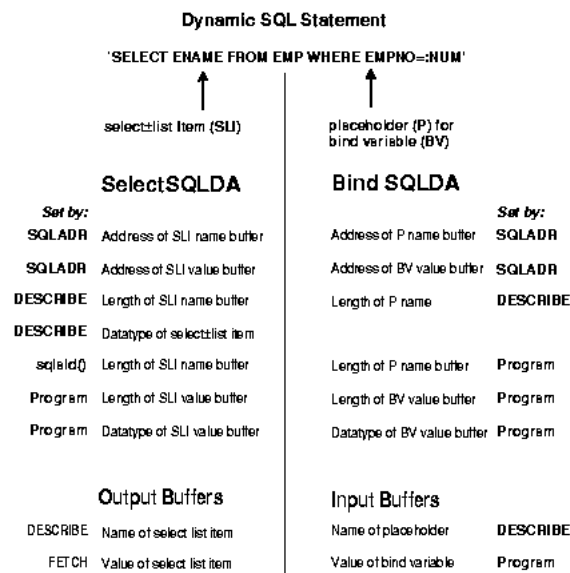 Dynamic SQL Statement
'SELECT ENAME FROM EMP WHERE EMPNO=:NUM'
select±list item (SLI)
placeholder (P) for
bind variable (BV)
Select SQLDA
Set by:
SQLADR Address of SLI name buffer
SQLADR Address of SLI value buffer
DESCRIBE Length of SLI name buffer
DESCRIBE Datatype of select±list item
sqlald() Length of SLI name buffer
Program Length of SLI value buffer
Program Datatype of SLI value buffer
Output Buffers
DESCRIBE Name of select list item
FETCH Value of select list item
Bind SQLDA
Set by:
Address of P name buffer SQLADR
Address of BV value buffer SQLADR
Length of P name DESCRIBE
Length of P name buffer Program
Length of BV value buffer Program
Datatype of BV value buffer Program
Input Buffers
Name of placeholder DESCRIBE
Value of bind variable Program